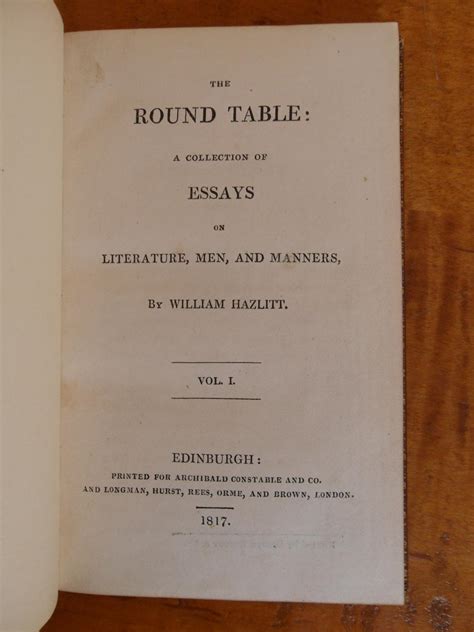 THE
ROUND TABLE:
A COLLECTION OF
ESSAYS
ON
LITERATURE, MEN, AND MANNERS,
BY WILLIAM HAZLITT.
VOL. I.
EDINBURGH:
PRINTED FOR ARCHIBALD CONSTABLE AND CO.
AND LONGMAN, HURST, REES, ORME, AND BROWN, LONDON.
1817.